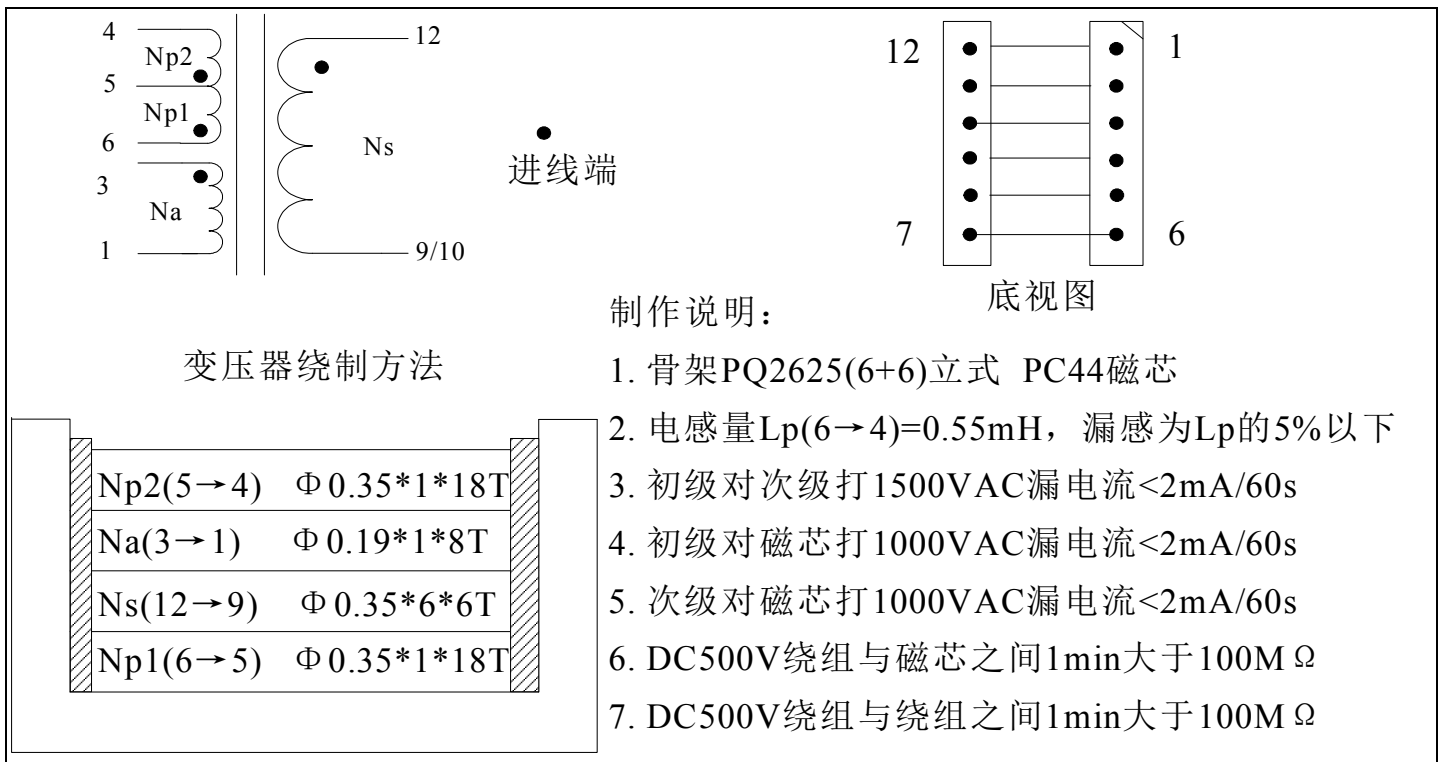 4
Np2
5
Np1
6
3
Na
1
12
Ns
9/10
进线端
12
1
7
6
底视图
变压器绕制方法
Np2(5→4) Φ0.35*1*18T
Na(3→1) Φ0.19*1*8T
Ns(12→9) Φ0.35*6*6T
Np1(6→5) Φ0.35*1*18T
制作说明：
1. 骨架PQ2625(6+6)立式 PC44磁芯
2. 电感量Lp(6→4)=0.55mH，漏感为Lp的5%以下
3. 初级对次级打1500VAC漏电流<2mA/60s
4. 初级对磁芯打1000VAC漏电流<2mA/60s
5. 次级对磁芯打1000VAC漏电流<2mA/60s
6. DC500V绕组与磁芯之间1min大于100MΩ
7. DC500V绕组与绕组之间1min大于100MΩ